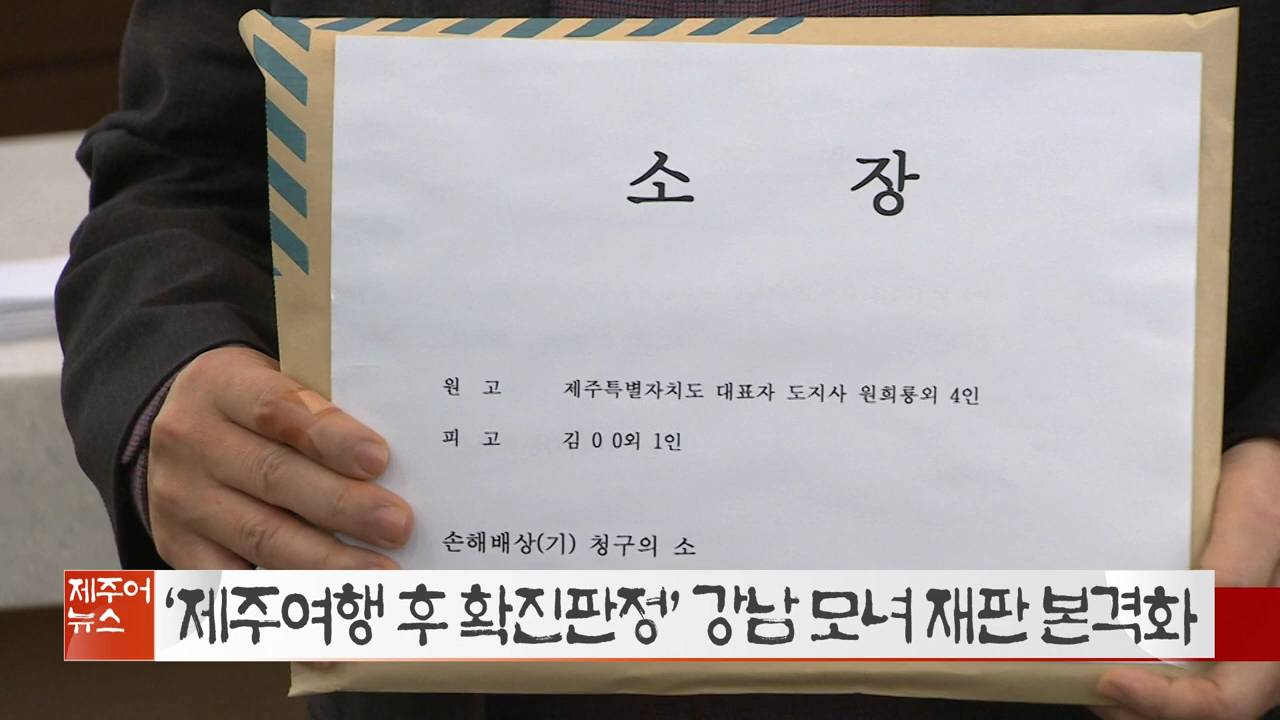 소 장
원 고 제주특별자치도 대표자 도지사 원희룡외 4인
피 고 김 0 0외 1인
손해배상(기) 청구의 소
제주어
뉴스
‘제주여행 후 확진판정’ 강남 모녀 재판 본격화